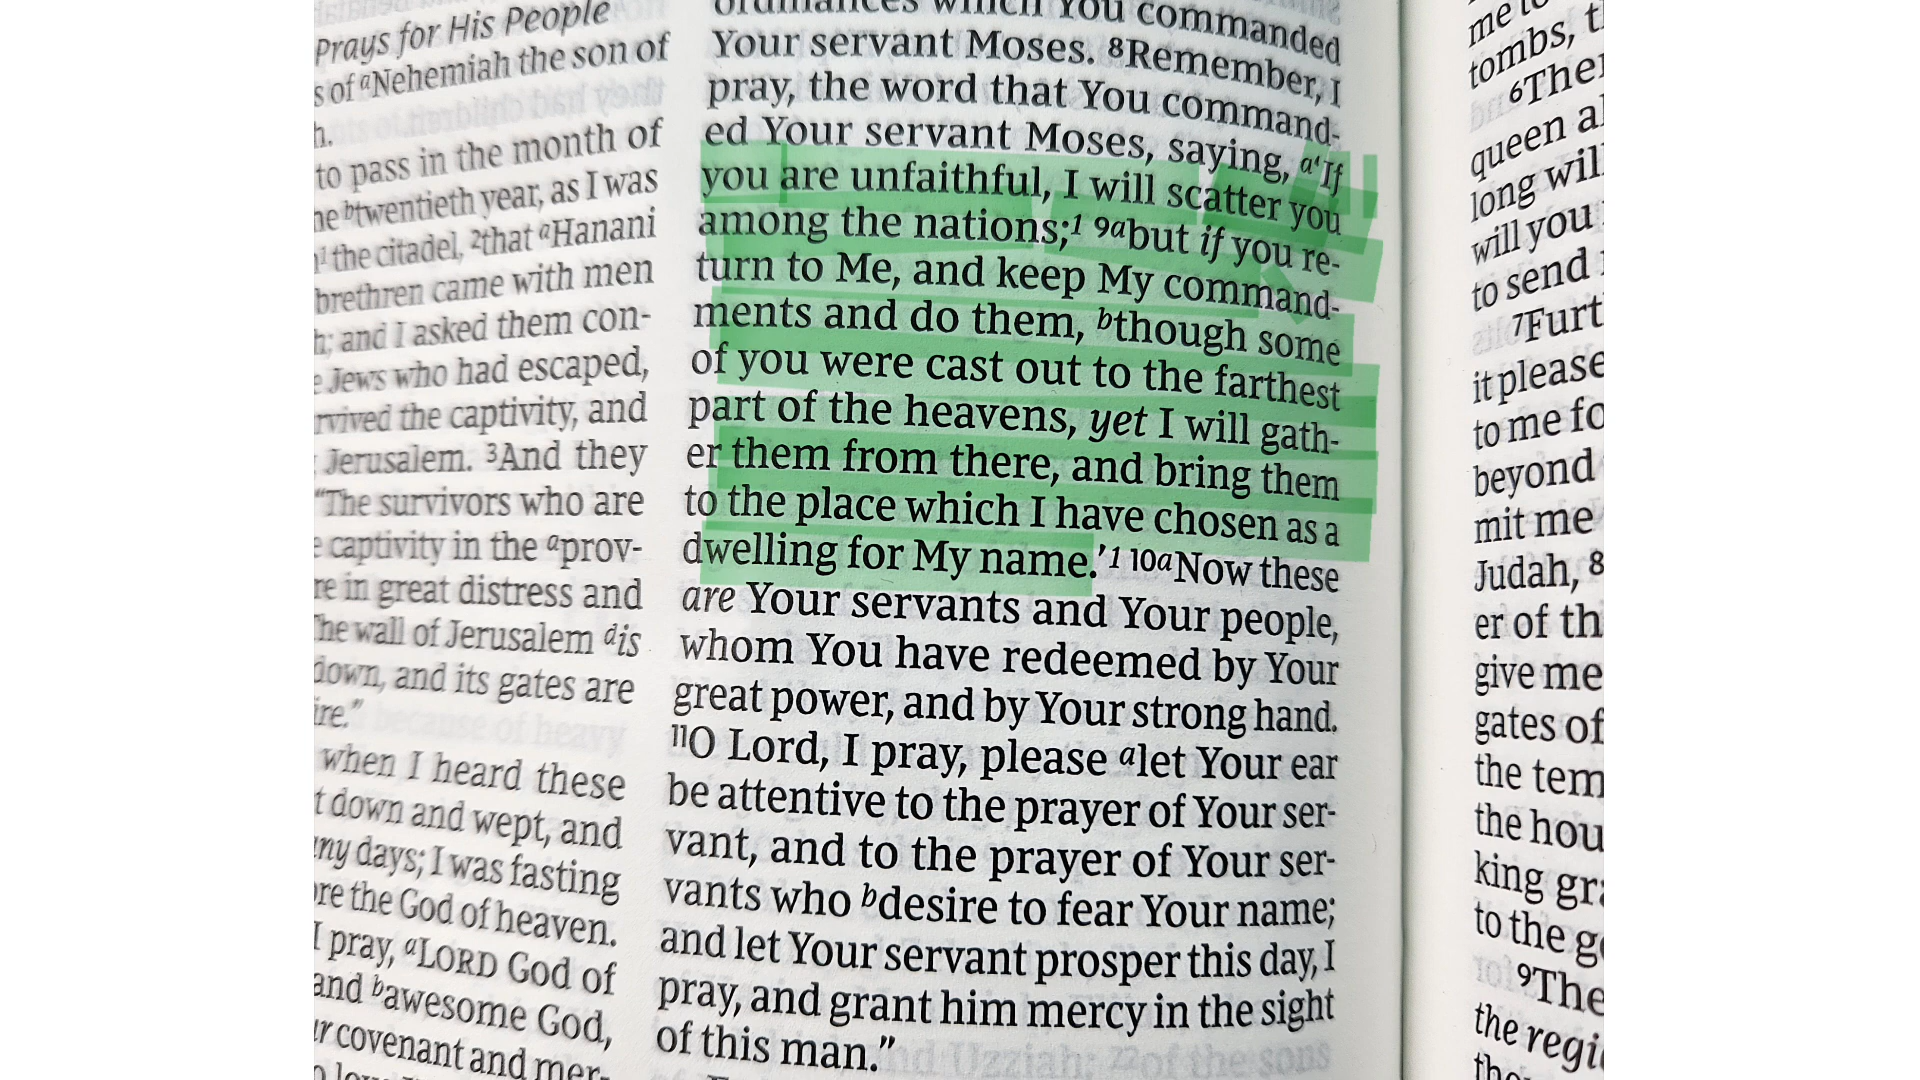 Prays for His People
s of aNehemiah the son of
h.
to pass in the month of
he btwentieth year, as I was
1 the citadel, 2that aHanani
brethren came with men
h; and I asked them con-
e Jews who had escaped,
rvived the captivity, and
Jerusalem. 3And they
"The survivors who are
e captivity in the aprov-
re in great distress and
The wall of Jerusalem dis
down, and its gates are
ire."
when I heard these
t down and wept, and
ny days; I was fasting
ore the God of heaven.
I pray, aLORD God of
and bawesome God,
ur covenant and mer-
ordinances which You commanded
Your servant Moses. 8Remember, I
pray, the word that You command-
ed Your servant Moses, saying, a'If
you are unfaithful, I will scatter you
among the nations;1 9abut if you re-
turn to Me, and keep My command-
ments and do them, bthough some
of you were cast out to the farthest
part of the heavens, yet I will gath-
er them from there, and bring them
to the place which I have chosen as a
dwelling for My name.'1 10aNow these
are Your servants and Your people,
whom You have redeemed by Your
great power, and by Your strong hand.
11O Lord, I pray, please alet Your ear
be attentive to the prayer of Your ser-
vant, and to the prayer of Your ser-
vants who bdesire to fear Your name;
and let Your servant prosper this day, I
pray, and grant him mercy in the sight
of this man."
me to
tombs, t
6Ther
queen a
long wil
will you
to send
7Furt
it please
to me fo
beyond
mit me
Judah, 8
er of th
give me
gates of
the tem
the hou
king gra
to the g
9The
the regi